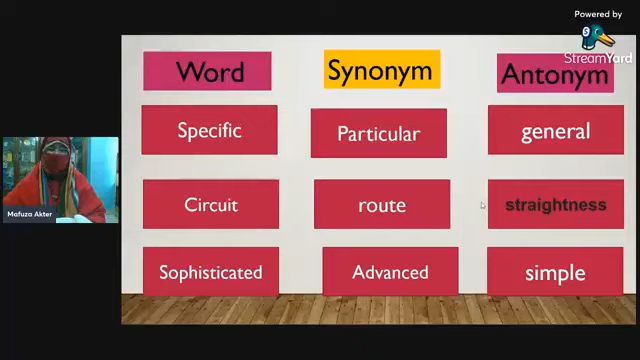 Powered by
StreamYard
Word Synonym Antonym
Specific Particular general
Circuit route straightness
Sophisticated Advanced simple
Mafuza Akter